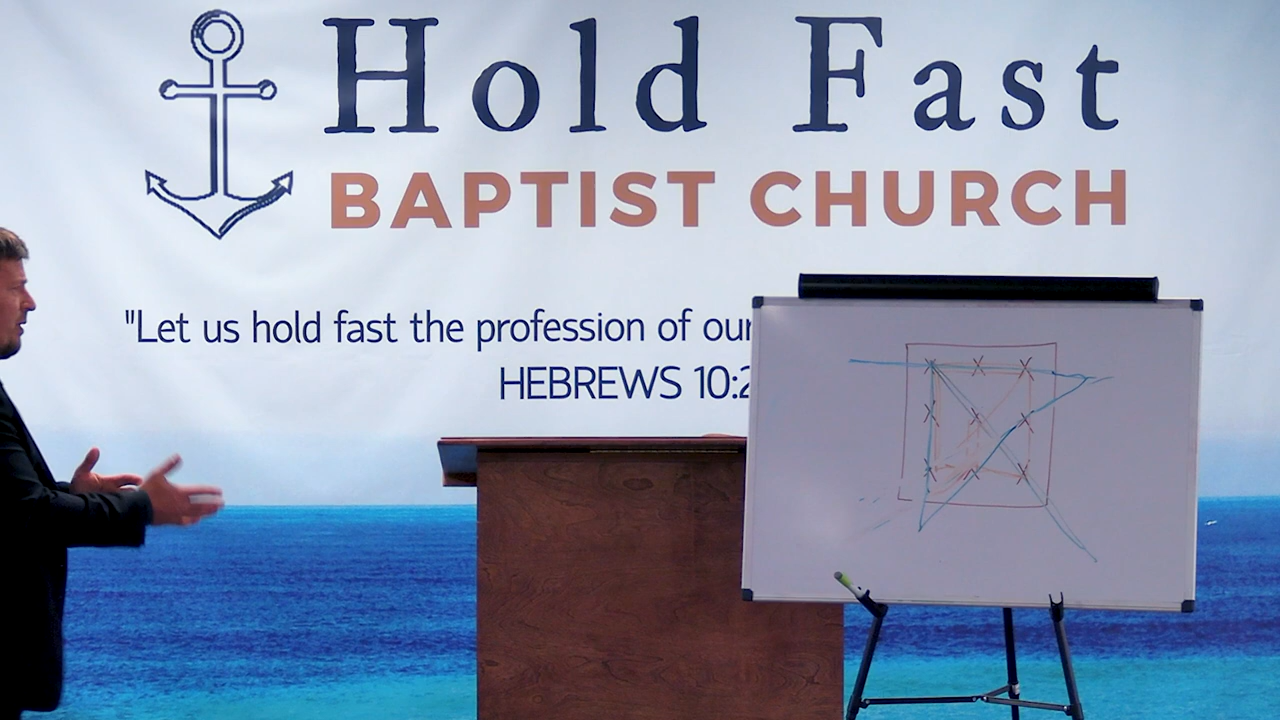 Hold Fast
BAPTIST CHURCH
"Let us hold fast the profession of our
HEBREWS 10:2
X X X
X X X
X X X